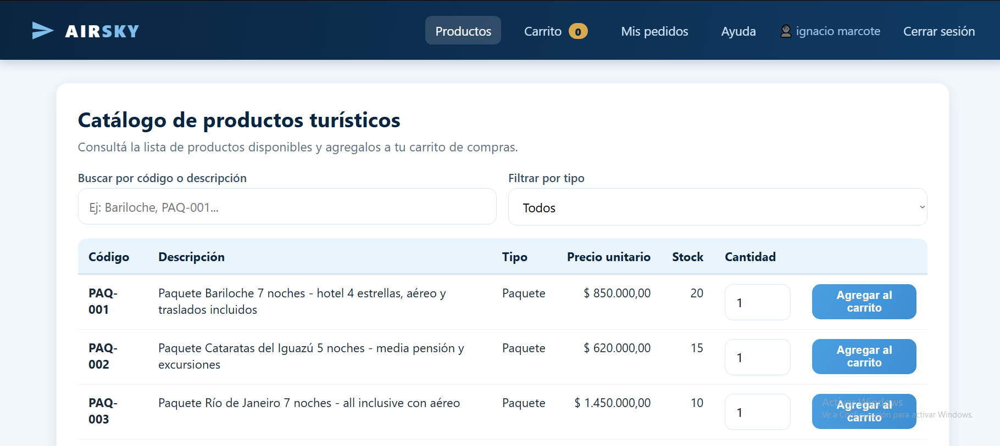 AIRSKY
Productos
Carrito 0
Mis pedidos
Ayuda
ignacio marcote
Cerrar sesión
Catálogo de productos turísticos
Consultá la lista de productos disponibles y agregalos a tu carrito de compras.
Buscar por código o descripción
Filtrar por tipo
Ej: Bariloche, PAQ-001...
Todos
Código Descripción Tipo Precio unitario Stock Cantidad
PAQ-
001
Paquete Bariloche 7 noches - hotel 4 estrellas, aéreo y
traslados incluidos
Paquete
$ 850.000,00
20
1
Agregar al
carrito
PAQ-
002
Paquete Cataratas del Iguazú 5 noches - media pensión y
excursiones
Paquete
$ 620.000,00
15
1
Agregar al
carrito
PAQ-
003
Paquete Río de Janeiro 7 noches - all inclusive con aéreo
Paquete
$ 1.450.000,00
10
1
Agregar al
carrito
Activar Windows
Ve a Configuración para activar Windows.